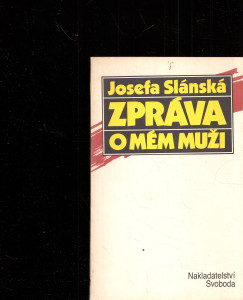 Josefa Slánská
ZPRÁVA
O MÉM MUŽI
Nakladatelství
Svoboda